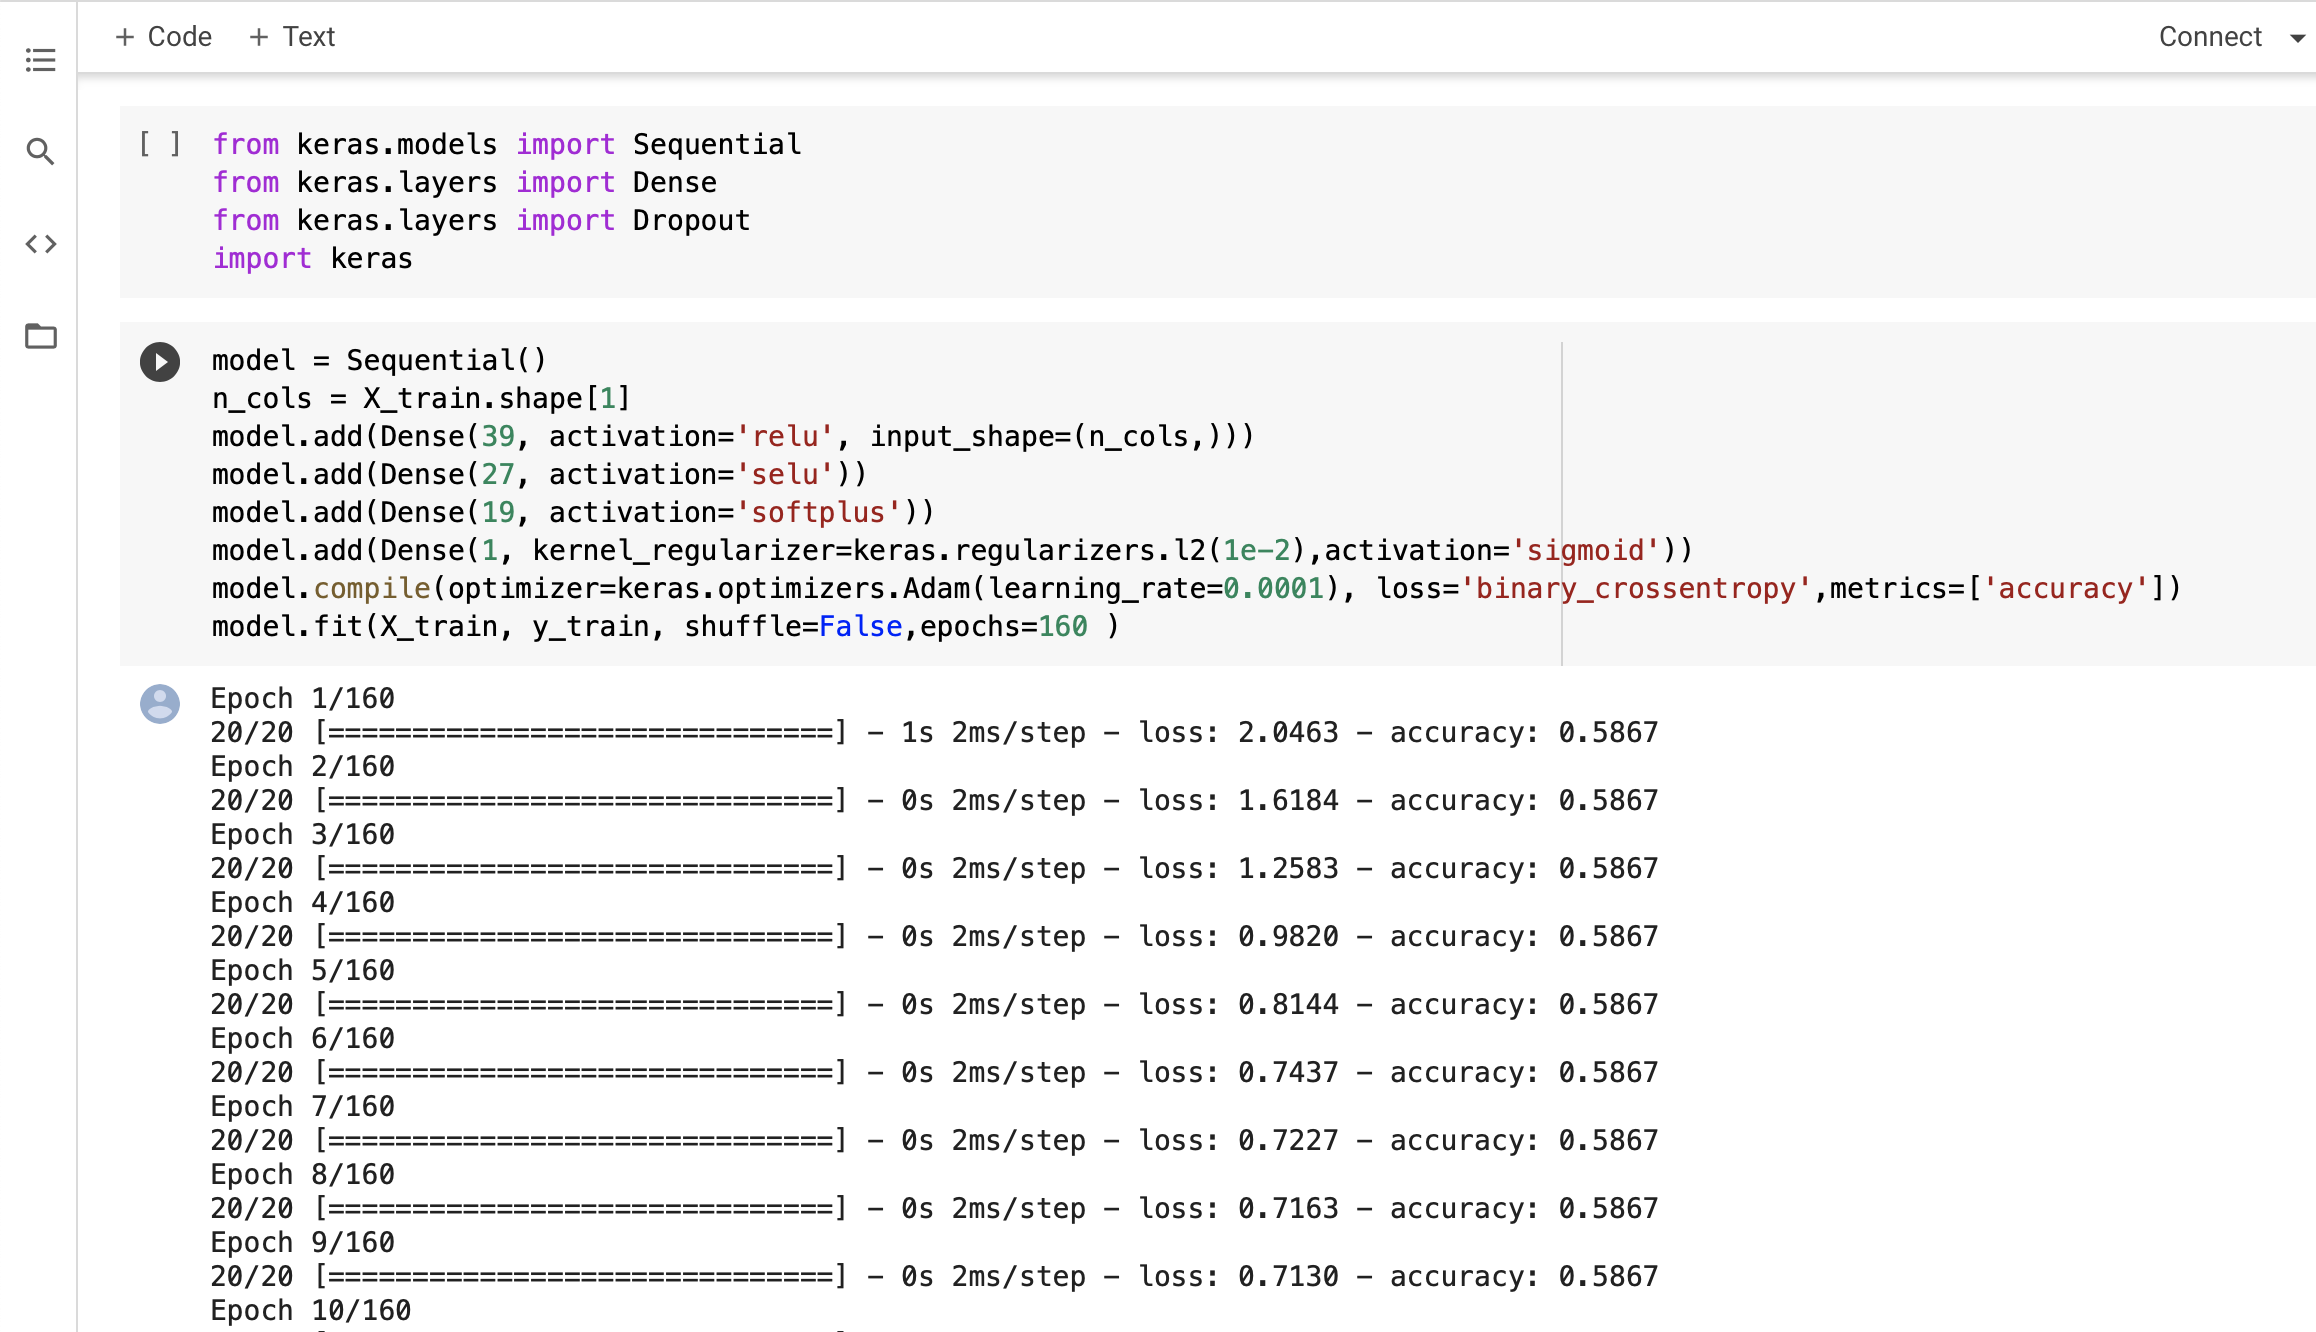 + Code + Text Connect
[ ] from keras.models import Sequential
from keras.layers import Dense
from keras.layers import Dropout
import keras
model = Sequential()
n_cols = X_train.shape[1]
model.add(Dense(39, activation='relu', input_shape=(n_cols,)))
model.add(Dense(27, activation='selu'))
model.add(Dense(19, activation='softplus'))
model.add(Dense(1, kernel_regularizer=keras.regularizers.l2(1e-2),activation='sigmoid'))
model.compile(optimizer=keras.optimizers.Adam(learning_rate=0.0001), loss='binary_crossentropy',metrics=['accuracy'])
model.fit(X_train, y_train, shuffle=False,epochs=160 )
Epoch 1/160
20/20 [==============================] - 1s 2ms/step - loss: 2.0463 - accuracy: 0.5867
Epoch 2/160
20/20 [==============================] - 0s 2ms/step - loss: 1.6184 - accuracy: 0.5867
Epoch 3/160
20/20 [==============================] - 0s 2ms/step - loss: 1.2583 - accuracy: 0.5867
Epoch 4/160
20/20 [==============================] - 0s 2ms/step - loss: 0.9820 - accuracy: 0.5867
Epoch 5/160
20/20 [==============================] - 0s 2ms/step - loss: 0.8144 - accuracy: 0.5867
Epoch 6/160
20/20 [==============================] - 0s 2ms/step - loss: 0.7437 - accuracy: 0.5867
Epoch 7/160
20/20 [==============================] - 0s 2ms/step - loss: 0.7227 - accuracy: 0.5867
Epoch 8/160
20/20 [==============================] - 0s 2ms/step - loss: 0.7163 - accuracy: 0.5867
Epoch 9/160
20/20 [==============================] - 0s 2ms/step - loss: 0.7130 - accuracy: 0.5867
Epoch 10/160